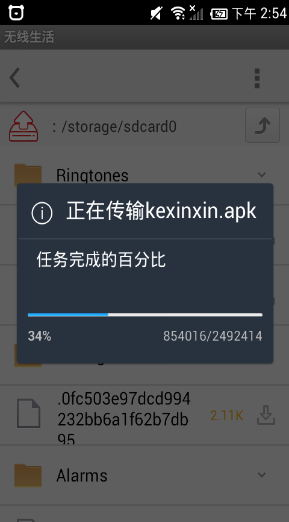 下午 2:54
无线生活
: /storage/sdcard0
Ringtones
正在传输kexinxin.apk
任务完成的百分比
34% 854016/2492414
.0fc503e97dcd994
232bb6a1f62b7db
95
2.11K
Alarms